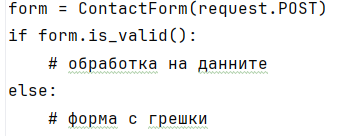 form = ContactForm(request.POST)
if form.is_valid():
    # обработка на данните
else:
    # форма с грешки